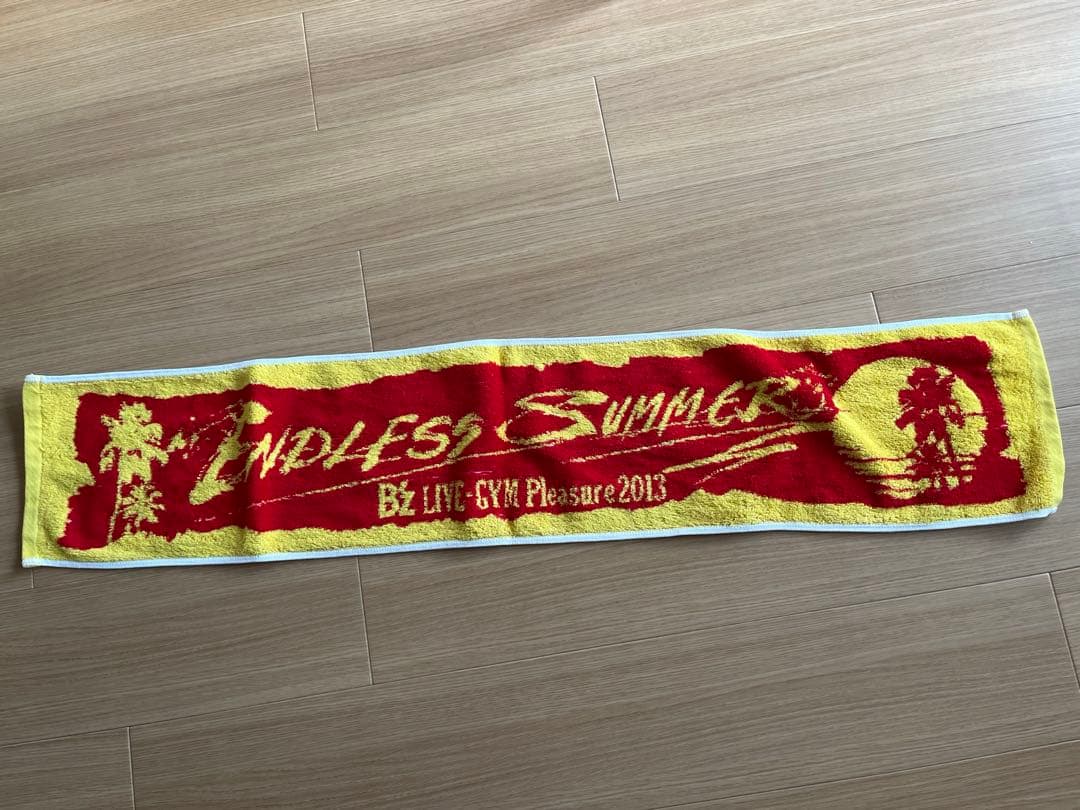 ENDLESS SUMMER
B'z LIVE-GYM Pleasure 2013